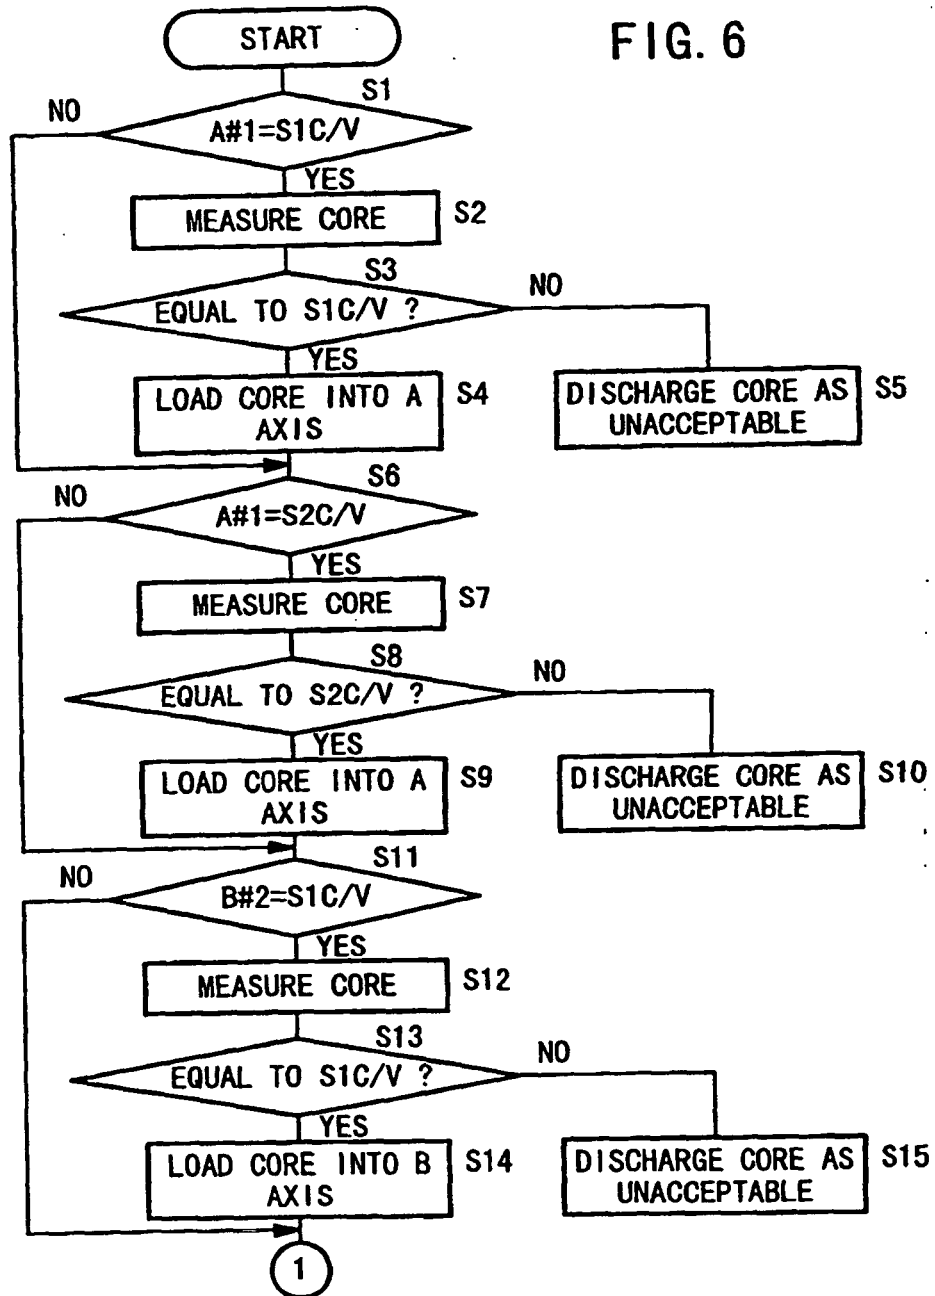 FIG. 6
START
S1
NO
A#1=S1C/V
YES
MEASURE CORE
S2
S3
NO
EQUAL TO S1C/V ?
YES
LOAD CORE INTO A
AXIS
S4
DISCHARGE CORE AS
UNACCEPTABLE
S5
S6
NO
A#1=S2C/V
YES
MEASURE CORE
S7
S8
NO
EQUAL TO S2C/V ?
YES
LOAD CORE INTO A
AXIS
S9
DISCHARGE CORE AS
UNACCEPTABLE
S10
S11
NO
B#2=S1C/V
YES
MEASURE CORE
S12
S13
NO
EQUAL TO S1C/V ?
YES
LOAD CORE INTO B
AXIS
S14
DISCHARGE CORE AS
UNACCEPTABLE
S15
1